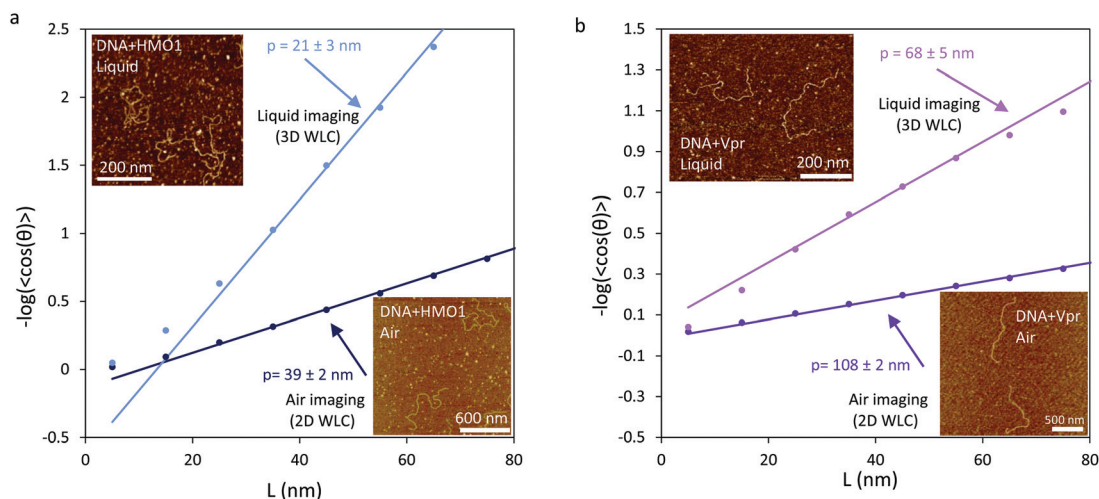 a
2.5
2
1.5
1
0.5
0
-0.5
-log(<cos(θ)>)
DNA+HMO1
Liquid
200 nm
p = 21 ± 3 nm
Liquid imaging
(3D WLC)
DNA+HMO1
Air
600 nm
p= 39 ± 2 nm
Air imaging
(2D WLC)
0
20
40
60
80
L (nm)
b
1.5
1.3
1.1
0.9
0.7
0.5
0.3
0.1
-0.1
-0.3
-0.5
-log(<cos(θ)>)
DNA+Vpr
Liquid
200 nm
p = 68 ± 5 nm
Liquid imaging
(3D WLC)
DNA+Vpr
Air
500 nm
p= 108 ± 2 nm
Air imaging
(2D WLC)
0
20
40
60
80
L (nm)